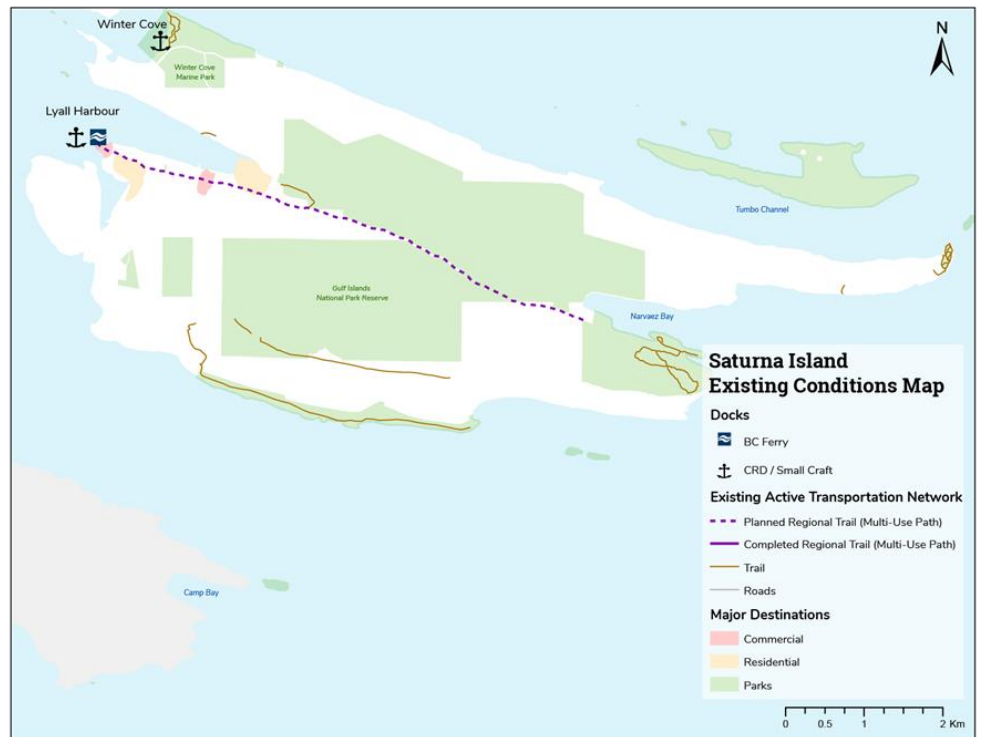 Winter Cove
N
Winter Cove
Marine Park
Lyall Harbour
Tumbo Channel
Gulf Islands
National Park Reserve
Narvaez Bay
Camp Bay
Saturna Island
Existing Conditions Map
Docks
BC Ferry
CRD / Small Craft
Existing Active Transportation Network
Planned Regional Trail (Multi-Use Path)
Completed Regional Trail (Multi-Use Path)
Trail
Roads
Major Destinations
Commercial
Residential
Parks
0 0.5 1 2 Km